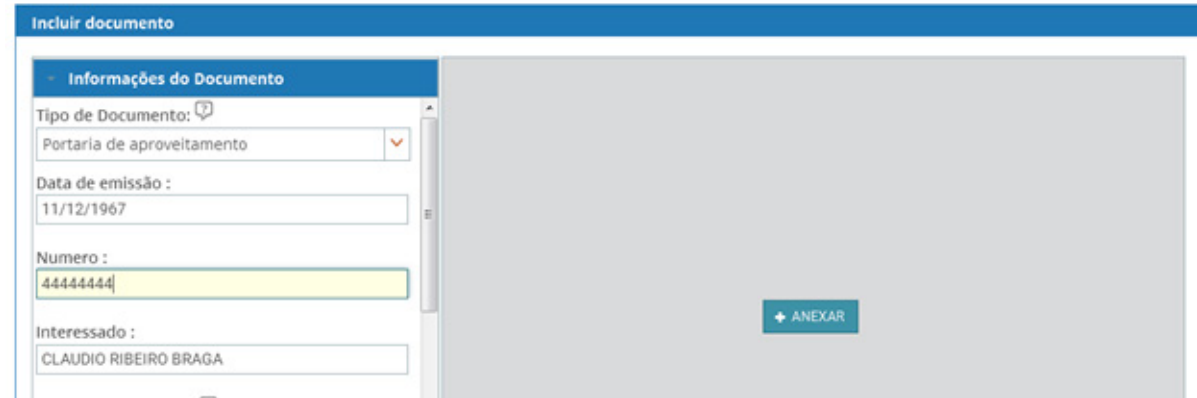 Incluir documento
Informações do Documento
Tipo de Documento:
Portaria de aproveitamento
Data de emissão :
11/12/1967
Numero :
44444444
Interessado :
CLAUDIO RIBEIRO BRAGA
+ ANEXAR